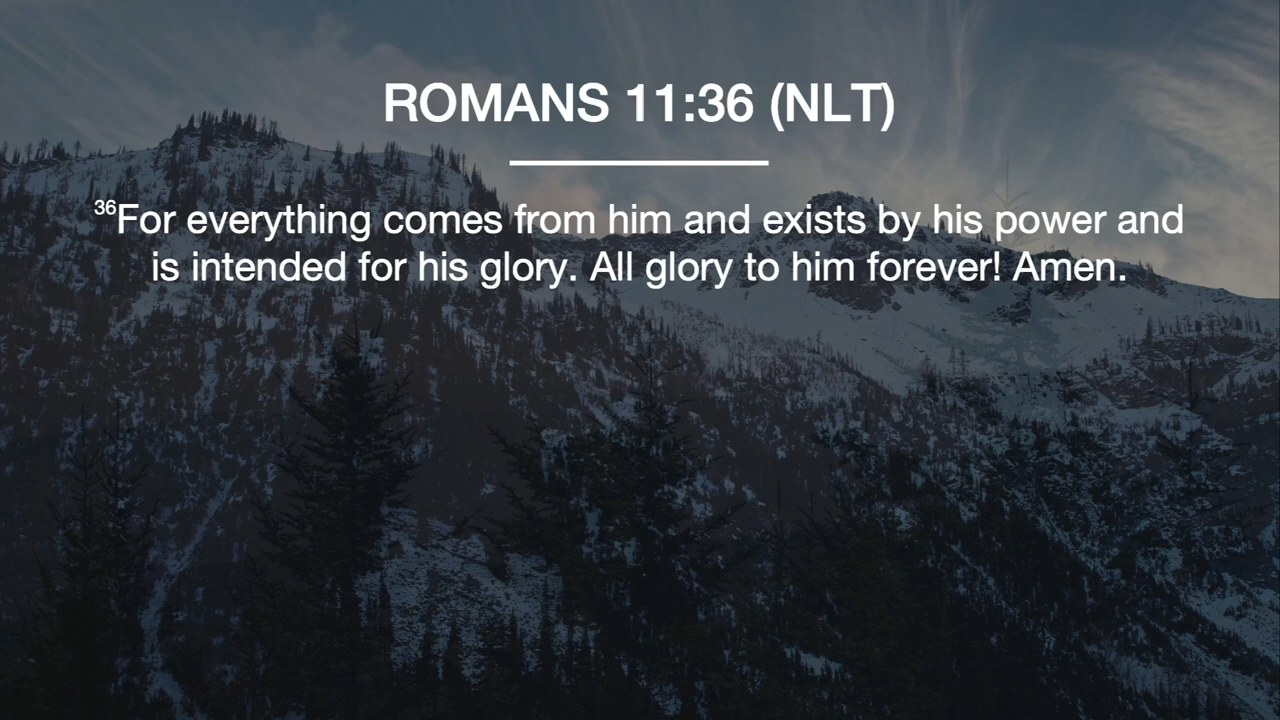 ROMANS 11:36 (NLT)
36For everything comes from him and exists by his power and
is intended for his glory. All glory to him forever! Amen.